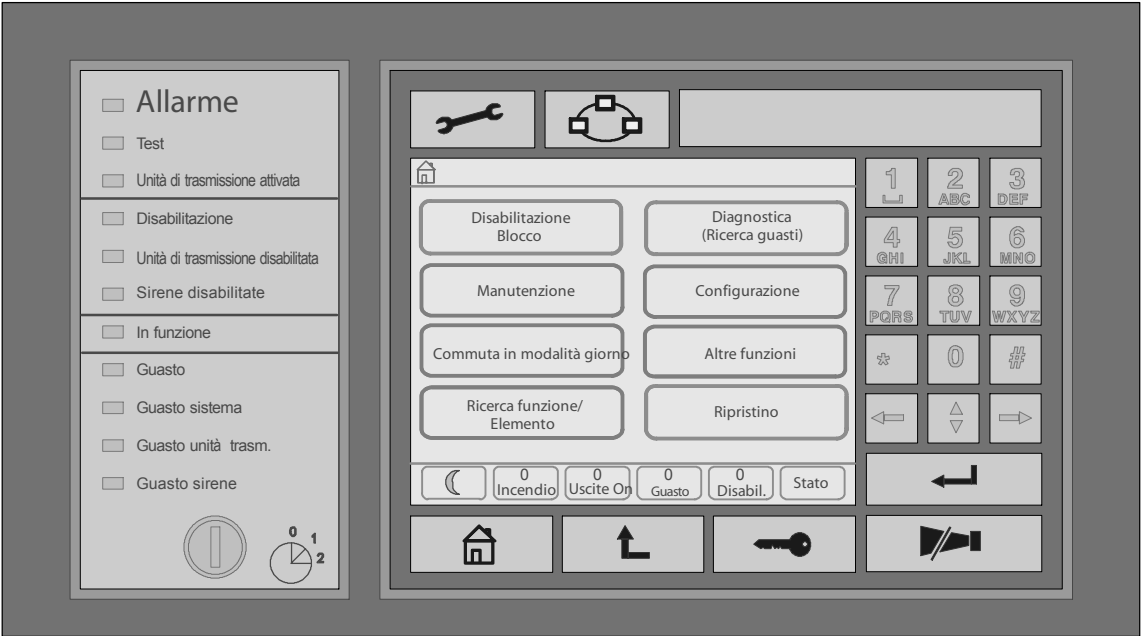 Allarme
Test
Unità di trasmissione attivata
Disabilitazione
Unità di trasmissione disabilitata
Sirene disabilitate
In funzione
Guasto
Guasto sistema
Guasto unità trasm.
Guasto sirene
0
1
2
Disabilitazione
Blocco
Diagnostica
(Ricerca guasti)
Manutenzione
Configurazione
Commuta in modalità giorno
Altre funzioni
Ricerca funzione/
Elemento
Ripristino
0
Incendio
0
Uscite On
0
Guasto
0
Disabil.
Stato
1
2
ABC
3
DEF
4
GHI
5
JKL
6
MNO
7
PQRS
8
TUV
9
WXYZ
*
0
#